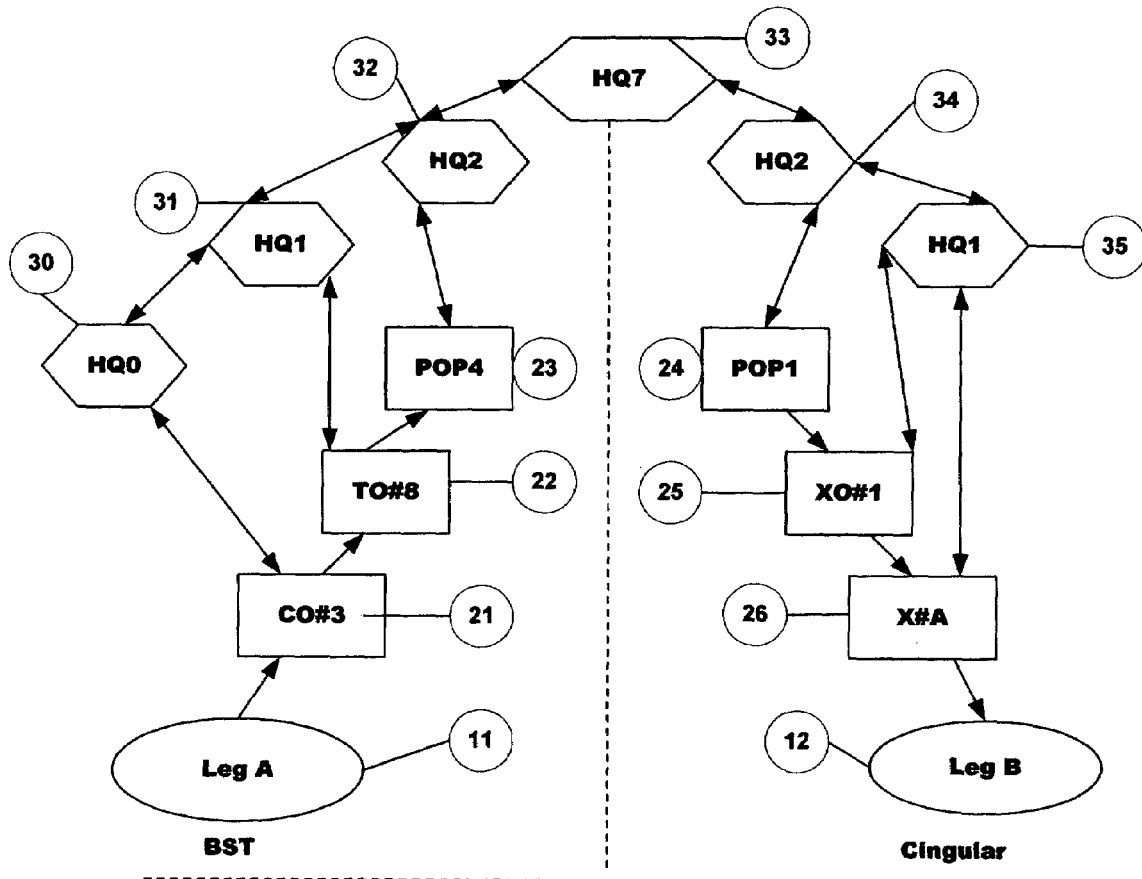 33
32
HQ7
34
HQ2
HQ2
31
HQ1
HQ1
35
30
HQ0
POP4
23
24
POP1
TO#8
22
25
XO#1
CO#3
21
26
X#A
11
12
Leg A
Leg B
BST
Cingular